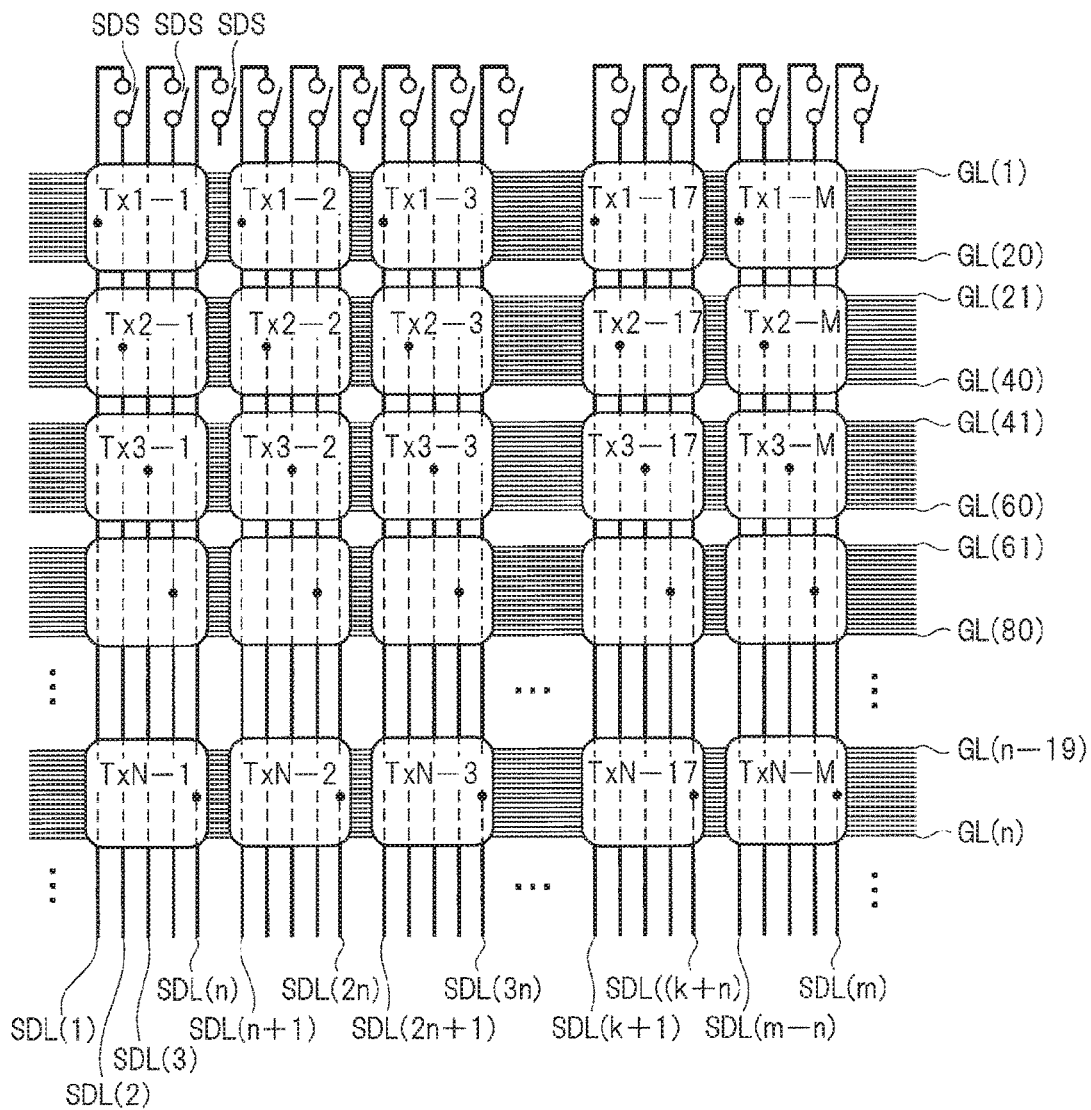 SDS SDS SDS
Tx1-1 Tx1-2 Tx1-3 Tx1-17 Tx1-M
GL(1)
GL(20)
Tx2-1 Tx2-2 Tx2-3 Tx2-17 Tx2-M
GL(21)
GL(40)
Tx3-1 Tx3-2 Tx3-3 Tx3-17 Tx3-M
GL(41)
GL(60)
GL(61)
GL(80)
TxN-1 TxN-2 TxN-3 TxN-17 TxN-M
GL(n-19)
GL(n)
SDL(n) SDL(2n) SDL(3n) SDL((k+n) SDL(m)
SDL(1) SDL(n+1) SDL(2n+1) SDL(k+1) SDL(m-n)
SDL(3)
SDL(2)